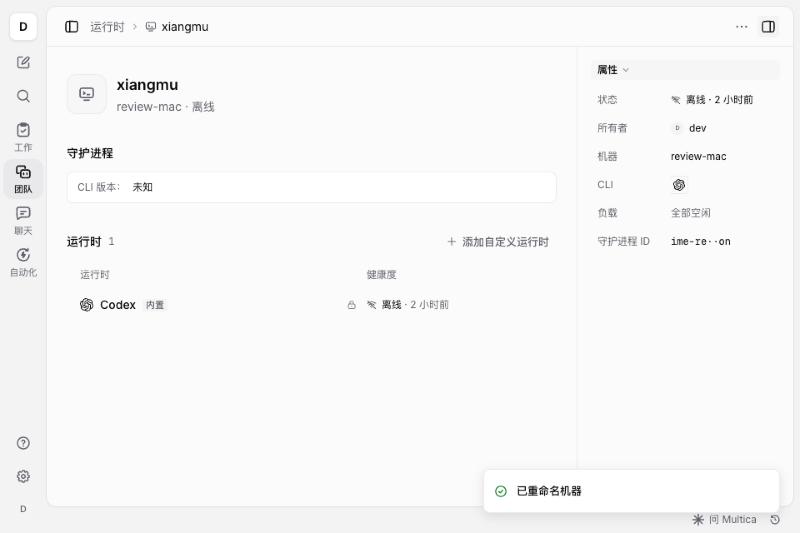 D
运行时 › xiangmu
工作
团队
聊天
自动化
D
xiangmu
review-mac · 离线
守护进程
CLI 版本： 未知
运行时 1
添加自定义运行时
运行时 健康度
Codex 内置 离线 · 2 小时前
属性
状态 离线 · 2 小时前
所有者 D dev
机器 review-mac
CLI
负载 全部空闲
守护进程 ID ime-re··on
已重命名机器
问 Multica